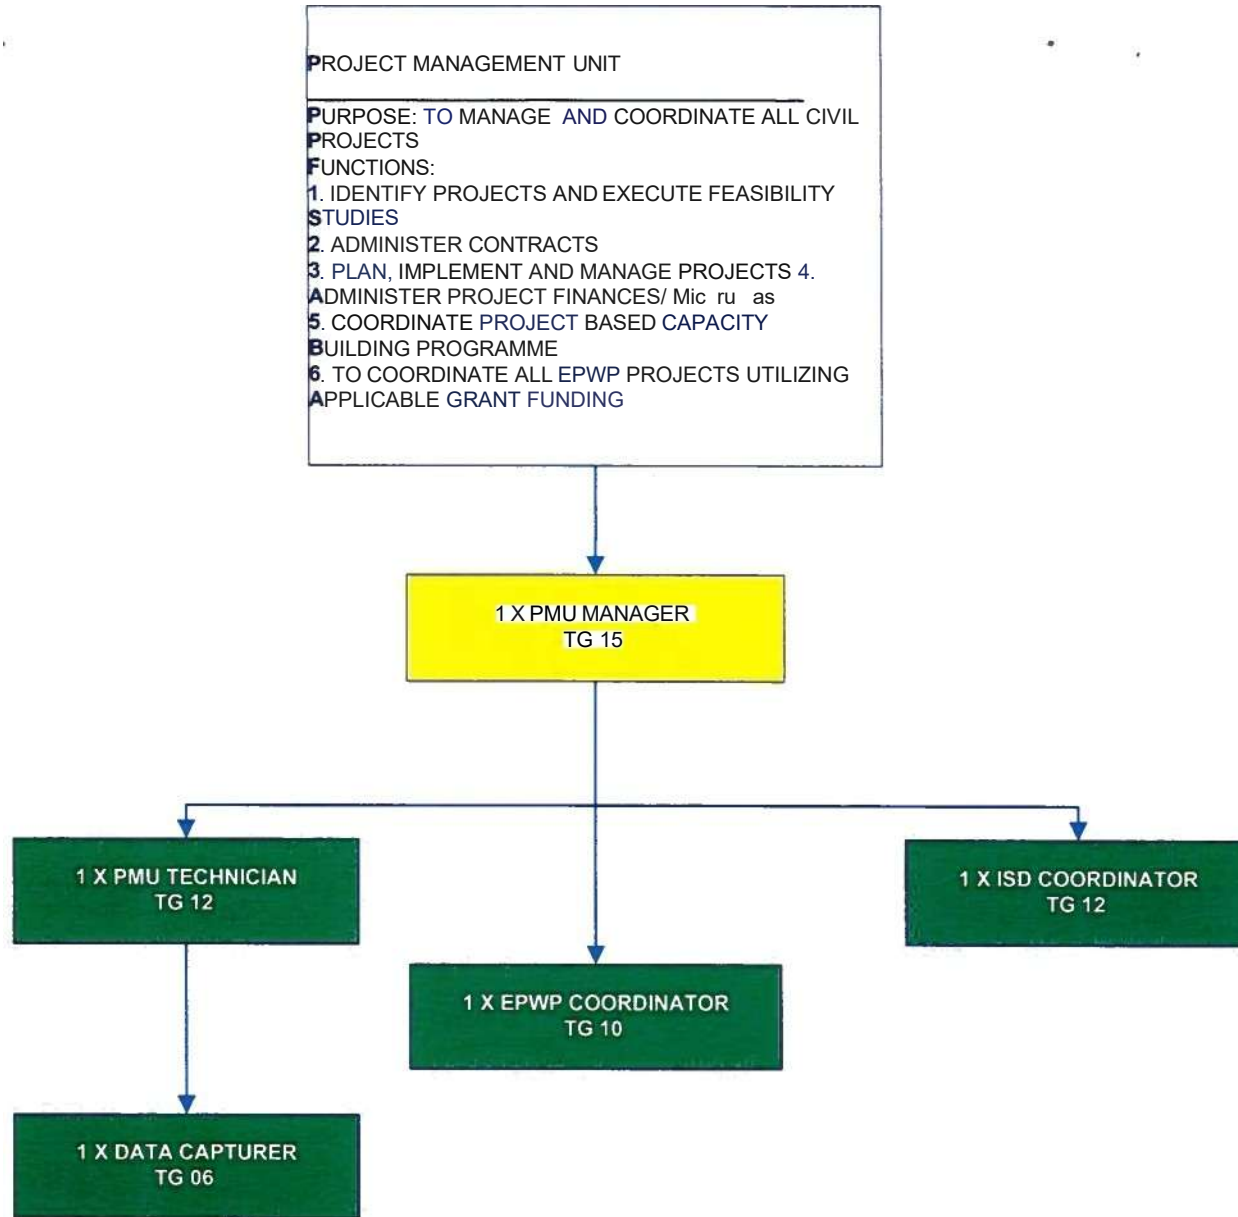 PROJECT MANAGEMENT UNIT
PURPOSE: TO MANAGE AND COORDINATE ALL CIVIL
PROJECTS
FUNCTIONS:
1. IDENTIFY PROJECTS AND EXECUTE FEASIBILITY
STUDIES
2. ADMINISTER CONTRACTS
3. PLAN, IMPLEMENT AND MANAGE PROJECTS 4.
ADMINISTER PROJECT FINANCES/ Mic ru as
5. COORDINATE PROJECT BASED CAPACITY
BUILDING PROGRAMME
6. TO COORDINATE ALL EPWP PROJECTS UTILIZING
APPLICABLE GRANT FUNDING
1 X PMU MANAGER
TG 15
1 X PMU TECHNICIAN
TG 12
1 X ISD COORDINATOR
TG 12
1 X EPWP COORDINATOR
TG 10
1 X DATA CAPTURER
TG 06